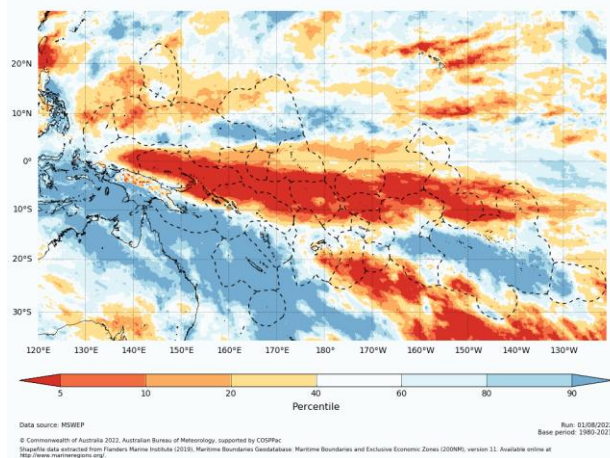 20°N
10°N
0°
10°S
20°S
30°S
120°E 130°E 140°E 150°E 160°E 170°E 180° 170°W 160°W 150°W 140°W 130°W
5 10 20 40 60 80 90
Percentile
Data source: MSWEP
Run: 01/08/202
Base period: 1980-202
© Commonwealth of Australia 2022, Australian Bureau of Meteorology, supported by COSPPac
Shapefile data extracted from Flanders Marine Institute (2019), Maritime Boundaries Geodatabase: Maritime Boundaries and Exclusive Economic Zones (200NM), version 11. Available online at
http://www.marineregions.org/.